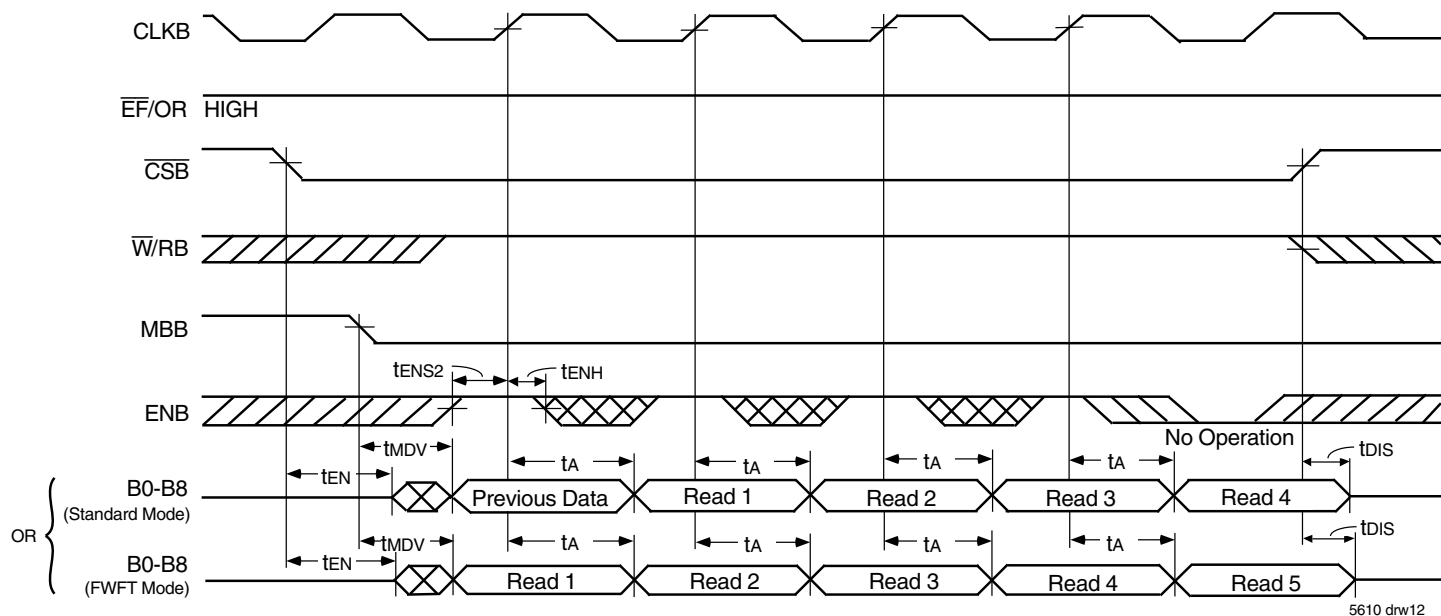 CLKB
EF/OR HIGH
CSB
W/RB
MBB
tENS2 tENH
ENB
No Operation
tMDV tA tA tA tA tDIS
tEN
B0-B8 Previous Data Read 1 Read 2 Read 3 Read 4
(Standard Mode)
OR
tMDV tA tA tA tA tDIS
tEN
B0-B8 Read 1 Read 2 Read 3 Read 4 Read 5
(FWFT Mode)
5610 drw12